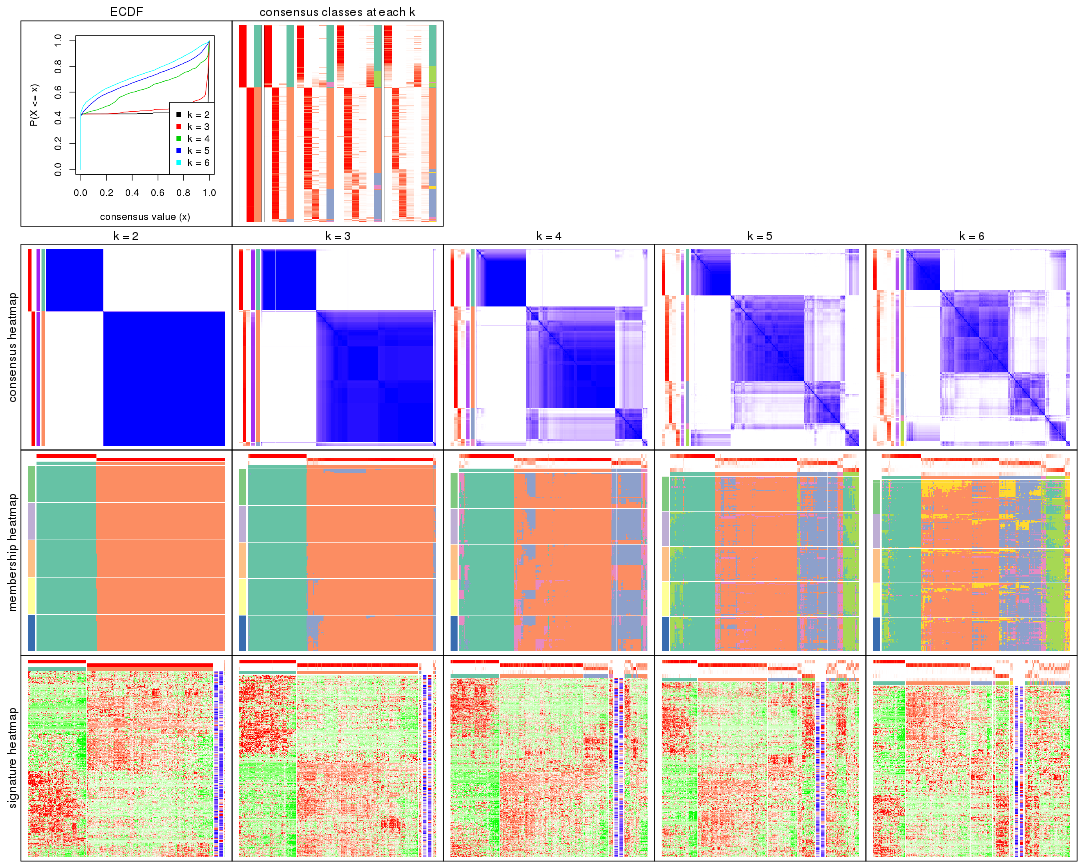 ECDF
consensus classes at each k
P(X <= x)
0.0 0.2 0.4 0.6 0.8 1.0
k = 2
k = 3
k = 4
k = 5
k = 6
0.0 0.2 0.4 0.6 0.8 1.0
consensus value (x)
k = 2
k = 3
k = 4
k = 5
k = 6
consensus heatmap
membership heatmap
signature heatmap